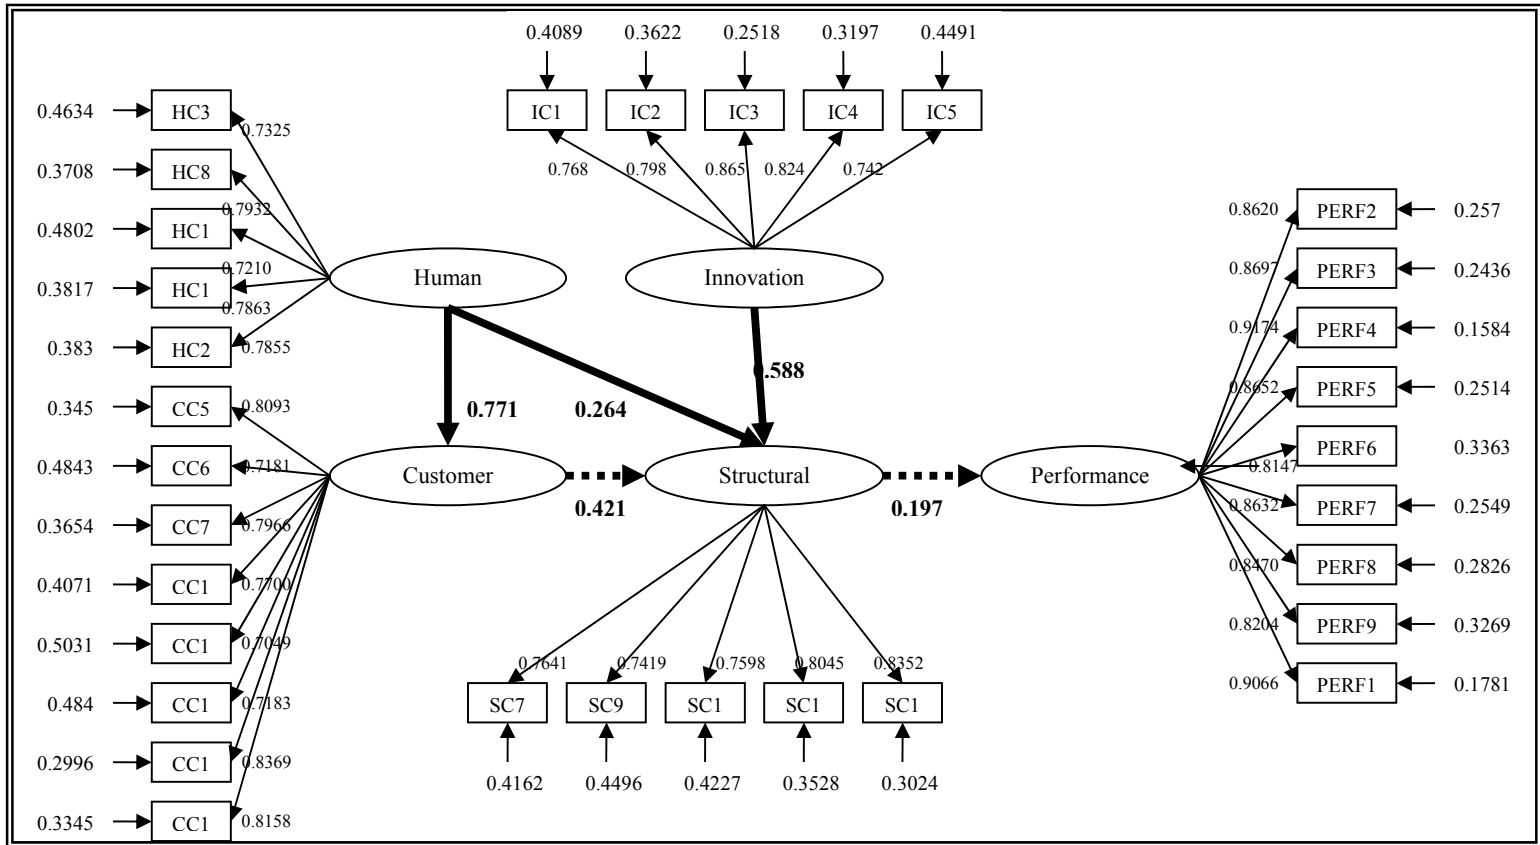 0.4089 0.3622 0.2518 0.3197 0.4491
IC1 IC2 IC3 IC4 IC5
0.768 0.798 0.865 0.824 0.742
0.4634 HC3 0.7325
0.3708 HC8 0.7932
0.4802 HC1 0.7210
0.3817 HC1 0.7863
0.383 HC2 0.7855
Human Innovation
0.771 0.264 0.588
0.345 CC5 0.8093
0.4843 CC6 0.7181
0.3654 CC7 0.7966
0.4071 CC1 0.7700
0.5031 CC1 0.7049
0.484 CC1 0.7183
0.2996 CC1 0.8369
0.3345 CC1 0.8158
Customer Structural Performance
0.421 0.197
0.7641 0.7419 0.7598 0.8045 0.8352
SC7 SC9 SC1 SC1 SC1
0.4162 0.4496 0.4227 0.3528 0.3024
0.8620 PERF2 0.257
0.8697 PERF3 0.2436
0.9174 PERF4 0.1584
0.8652 PERF5 0.2514
0.8147 PERF6 0.3363
0.8632 PERF7 0.2549
0.8470 PERF8 0.2826
0.8204 PERF9 0.3269
0.9066 PERF1 0.1781